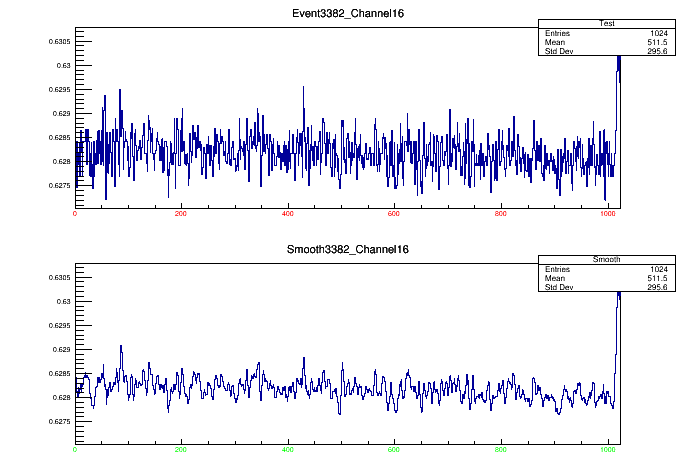 Event3382_Channel16
Test
Entries 1024
Mean 511.5
Std Dev 295.6
0.6305
0.63
0.6295
0.629
0.6285
0.628
0.6275
0 200 400 600 800 1000
Smooth3382_Channel16
Smooth
Entries 1024
Mean 511.5
Std Dev 295.6
0.6305
0.63
0.6295
0.629
0.6285
0.628
0.6275
0 200 400 600 800 1000